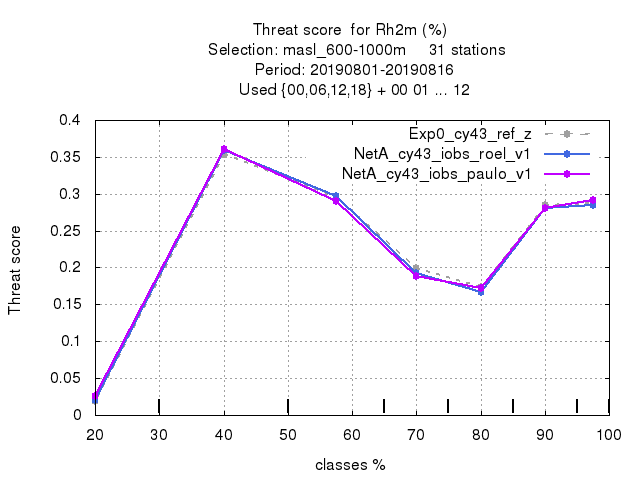 Threat score  for Rh2m (%)
Selection: masl_600-1000m     31 stations
Period: 20190801-20190816
Used {00,06,12,18} + 00 01 ... 12
Exp0_cy43_ref_z
NetA_cy43_iobs_roel_v1
NetA_cy43_iobs_paulo_v1
0.4
0.35
0.3
0.25
0.2
0.15
0.1
0.05
0
Threat score
20 30 40 50 60 70 80 90 100
classes %